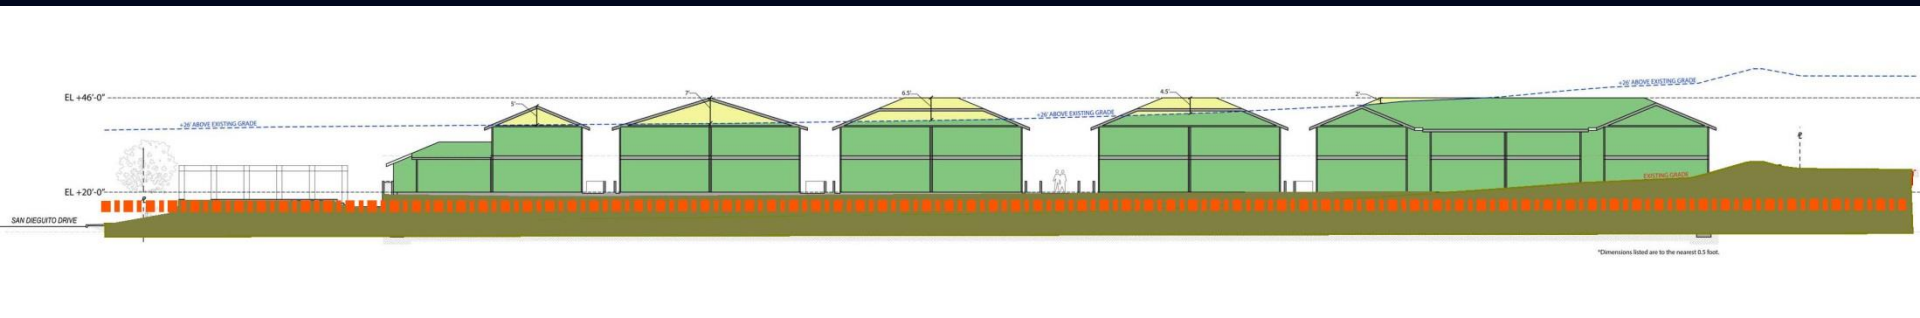 EL +46'-0"
+26' ABOVE EXISTING GRADE
5'
7'
6.5'
+26' ABOVE EXISTING GRADE
4.5'
2'
+26' ABOVE EXISTING GRADE
EL +20'-0"
EXISTING GRADE
SAN DIEGUITO DRIVE
*Dimensions listed are to the nearest 0.5 foot.